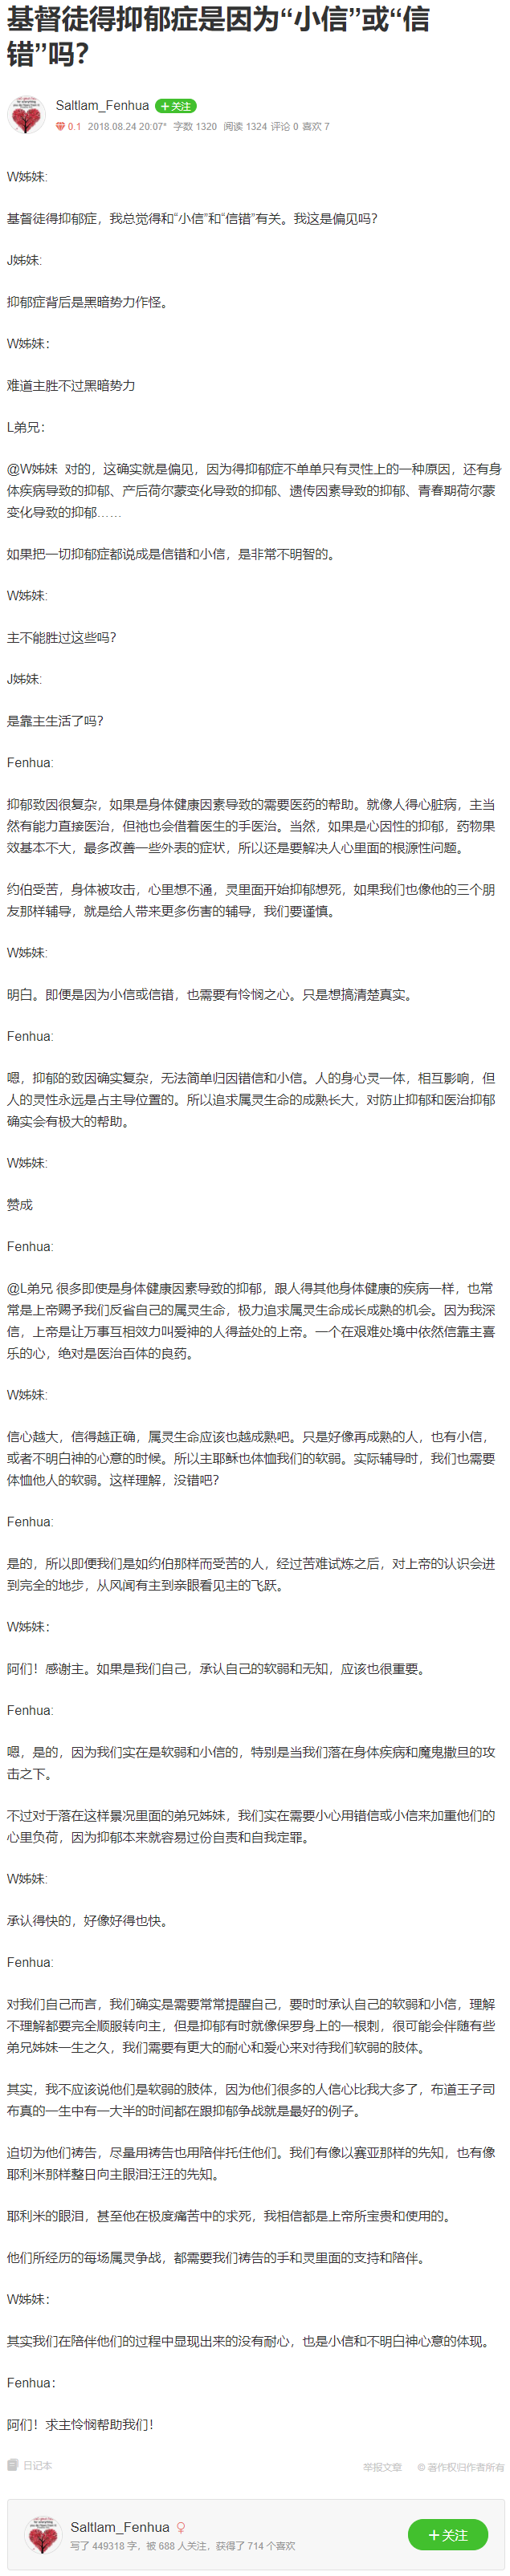 基督徒得抑郁症是因为“小信”或“信
错”吗？
Saltlam_Fenhua
＋关注
0.1 2018.08.24 20:07* 字数 1320 阅读 1324 评论 0 喜欢 7
W姊妹:
基督徒得抑郁症，我总觉得和“小信”和“信错”有关。我这是偏见吗？
J姊妹:
抑郁症背后是黑暗势力作怪。
W姊妹：
难道主胜不过黑暗势力
L弟兄：
@W姊妹 对的，这确实就是偏见，因为得抑郁症不单单只有灵性上的一种原因，还有身
体疾病导致的抑郁、产后荷尔蒙变化导致的抑郁、遗传因素导致的抑郁、青春期荷尔蒙
变化导致的抑郁……
如果把一切抑郁症都说成是信错和小信，是非常不明智的。
W姊妹:
主不能胜过这些吗？
J姊妹:
是靠主生活了吗？
Fenhua:
抑郁致因很复杂，如果是身体健康因素导致的需要医药的帮助。就像人得心脏病，主当
然有能力直接医治，但祂也会借着医生的手医治。当然，如果是心因性的抑郁，药物果
效基本不大，最多改善一些外表的症状，所以还是要解决人心里面的根源性问题。
约伯受苦，身体被攻击，心里想不通，灵里面开始抑郁想死，如果我们也像他的三个朋
友那样辅导，就是给人带来更多伤害的辅导，我们要谨慎。
W姊妹:
明白。即便是因为小信或信错，也需要有怜悯之心。只是想搞清楚真实。
Fenhua:
嗯，抑郁的致因确实复杂，无法简单归因错信和小信。人的身心灵一体，相互影响，但
人的灵性永远是占主导位置的。所以追求属灵生命的成熟长大，对防止抑郁和医治抑郁
确实会有极大的帮助。
W姊妹:
赞成
Fenhua:
@L弟兄 很多即使是身体健康因素导致的抑郁，跟人得其他身体健康的疾病一样，也常
常是上帝赐予我们反省自己的属灵生命，极力追求属灵生命成长成熟的机会。因为我深
信，上帝是让万事互相效力叫爱神的人得益处的上帝。一个在艰难处境中依然信靠主喜
乐的心，绝对是医治百体的良药。
W姊妹:
信心越大，信得越正确，属灵生命应该也越成熟吧。只是好像再成熟的人，也有小信，
或者不明白神的心意的时候。所以主耶稣也体恤我们的软弱。实际辅导时，我们也需要
体恤他人的软弱。这样理解，没错吧？
Fenhua:
是的，所以即便我们是如约伯那样而受苦的人，经过苦难试炼之后，对上帝的认识会进
到完全的地步，从风闻有主到亲眼看见主的飞跃。
W姊妹：
阿们！感谢主。如果是我们自己，承认自己的软弱和无知，应该也很重要。
Fenhua:
嗯，是的，因为我们实在是软弱和小信的，特别是当我们落在身体疾病和魔鬼撒旦的攻
击之下。
不过对于落在这样景况里面的弟兄姊妹，我们实在需要小心用错信或小信来加重他们的
心里负荷，因为抑郁本来就容易过份自责和自我定罪。
W姊妹:
承认得快的，好像好得也快。
Fenhua:
对我们自己而言，我们确实是需要常常提醒自己，要时时承认自己的软弱和小信，理解
不理解都要完全顺服转向主，但是抑郁有时就像保罗身上的一根刺，很可能会伴随有些
弟兄姊妹一生之久，我们需要有更大的耐心和爱心来对待我们软弱的肢体。
其实，我不应该说他们是软弱的肢体，因为他们很多的人信心比我大多了，布道王子司
布真的一生中有一大半的时间都在跟抑郁争战就是最好的例子。
迫切为他们祷告，尽量用祷告也用陪伴托住他们。我们有像以赛亚那样的先知，也有像
耶利米那样整日向主眼泪汪汪的先知。
耶利米的眼泪，甚至他在极度痛苦中的求死，我相信都是上帝所宝贵和使用的。
他们所经历的每场属灵争战，都需要我们祷告的手和灵里面的支持和陪伴。
W姊妹：
其实我们在陪伴他们的过程中显现出来的没有耐心，也是小信和不明白神心意的体现。
Fenhua：
阿们！求主怜悯帮助我们！
日记本
举报文章 © 著作权归作者所有
Saltlam_Fenhua ♀
写了 449318 字，被 688 人关注，获得了 714 个喜欢
＋关注